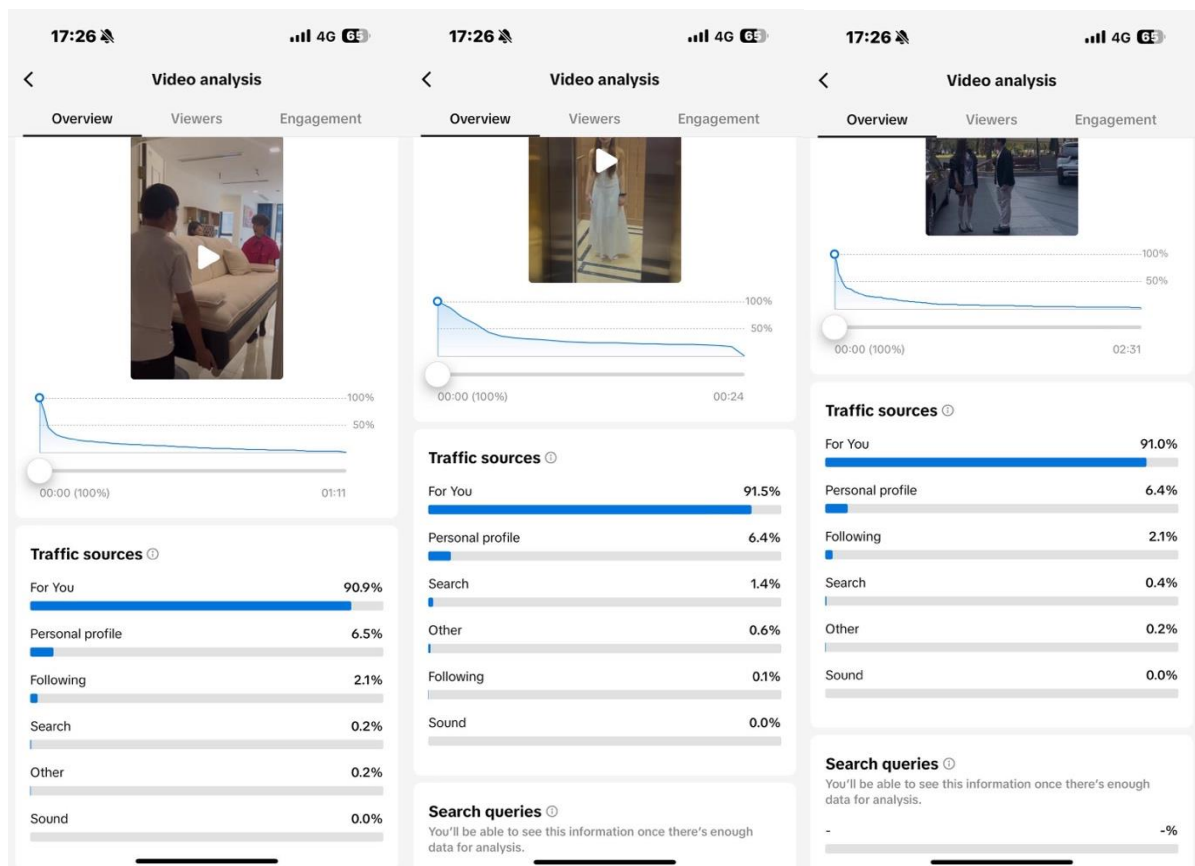 17:26
4G 65
Video analysis
Overview Viewers Engagement
100%
50%
00:00 (100%) 01:11
Traffic sources
For You 90.9%
Personal profile 6.5%
Following 2.1%
Search 0.2%
Other 0.2%
Sound 0.0%
17:26
4G 65
Video analysis
Overview Viewers Engagement
100%
50%
00:00 (100%) 00:24
Traffic sources
For You 91.5%
Personal profile 6.4%
Search 1.4%
Other 0.6%
Following 0.1%
Sound 0.0%
Search queries
You'll be able to see this information once there's enough
data for analysis.
17:26
4G 65
Video analysis
Overview Viewers Engagement
100%
50%
00:00 (100%) 02:31
Traffic sources
For You 91.0%
Personal profile 6.4%
Following 2.1%
Search 0.4%
Other 0.2%
Sound 0.0%
Search queries
You'll be able to see this information once there's enough
data for analysis.
- -%